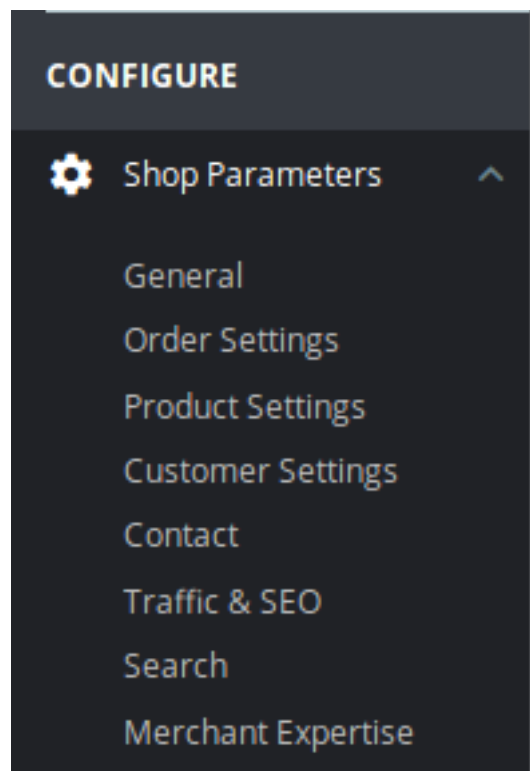 CONFIGURE
Shop Parameters
General
Order Settings
Product Settings
Customer Settings
Contact
Traffic & SEO
Search
Merchant Expertise